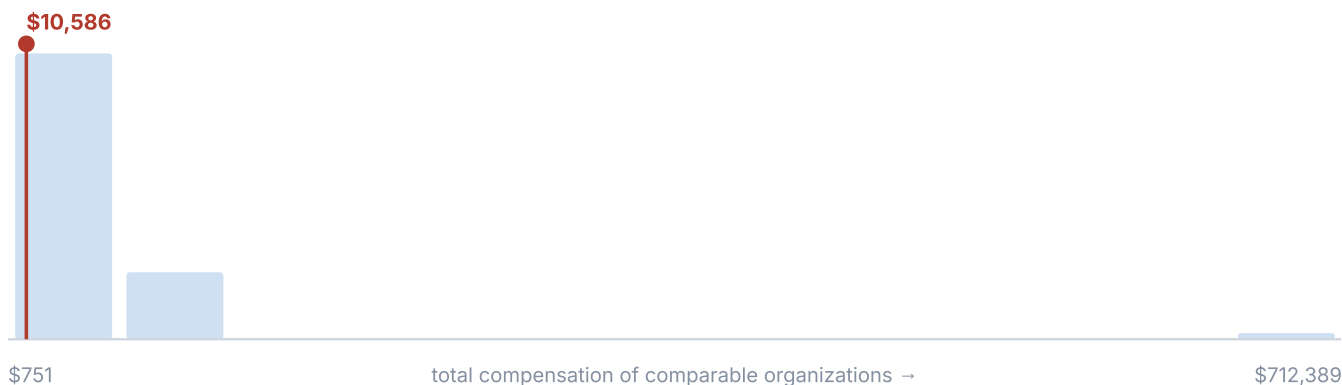 $10,586
$751
total compensation of comparable organizations →
$712,389